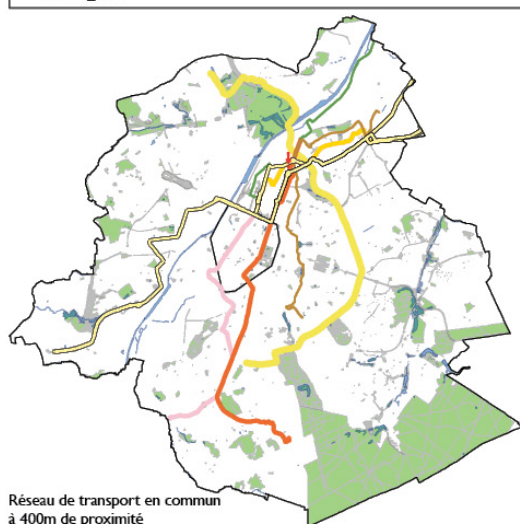 Réseau de transport en commun
à 400m de proximité